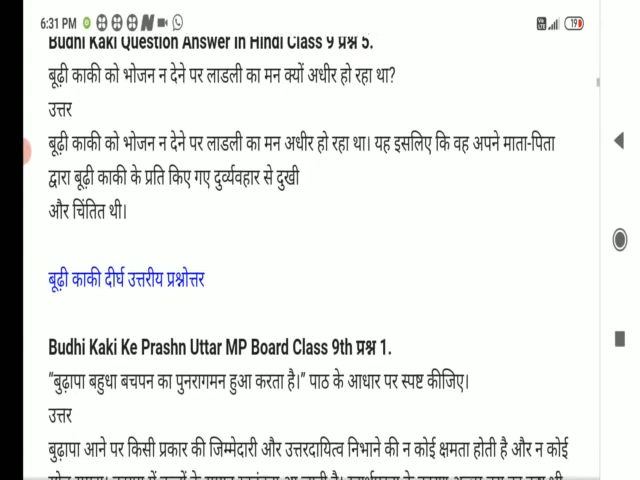 6:31 PM
19
Budhi Kaki Question Answer In Hindi Class 9 प्रश्न 5.
बूढ़ी काकी को भोजन न देने पर लाडली का मन क्यों अधीर हो रहा था?
उत्तर
बूढ़ी काकी को भोजन न देने पर लाडली का मन अधीर हो रहा था। यह इसलिए कि वह अपने माता-पिता
द्वारा बूढ़ी काकी के प्रति किए गए दुर्व्यवहार से दुखी
और चिंतित थी।
बूढ़ी काकी दीर्घ उत्तरीय प्रश्नोत्तर
Budhi Kaki Ke Prashn Uttar MP Board Class 9th प्रश्न 1.
“बुढ़ापा बहुधा बचपन का पुनरागमन हुआ करता है।” पाठ के आधार पर स्पष्ट कीजिए।
उत्तर
बुढ़ापा आने पर किसी प्रकार की जिम्मेदारी और उत्तरदायित्व निभाने की न कोई क्षमता होती है और न कोई